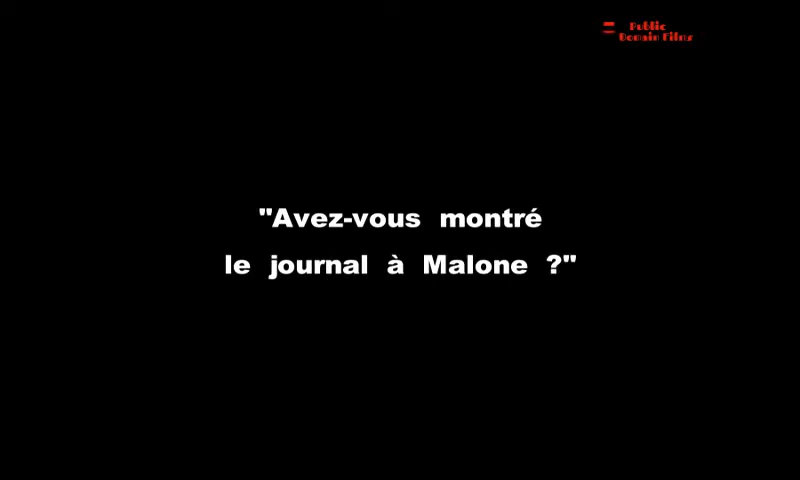 Public
Domain Films
"Avez-vous montré
le journal à Malone ?"